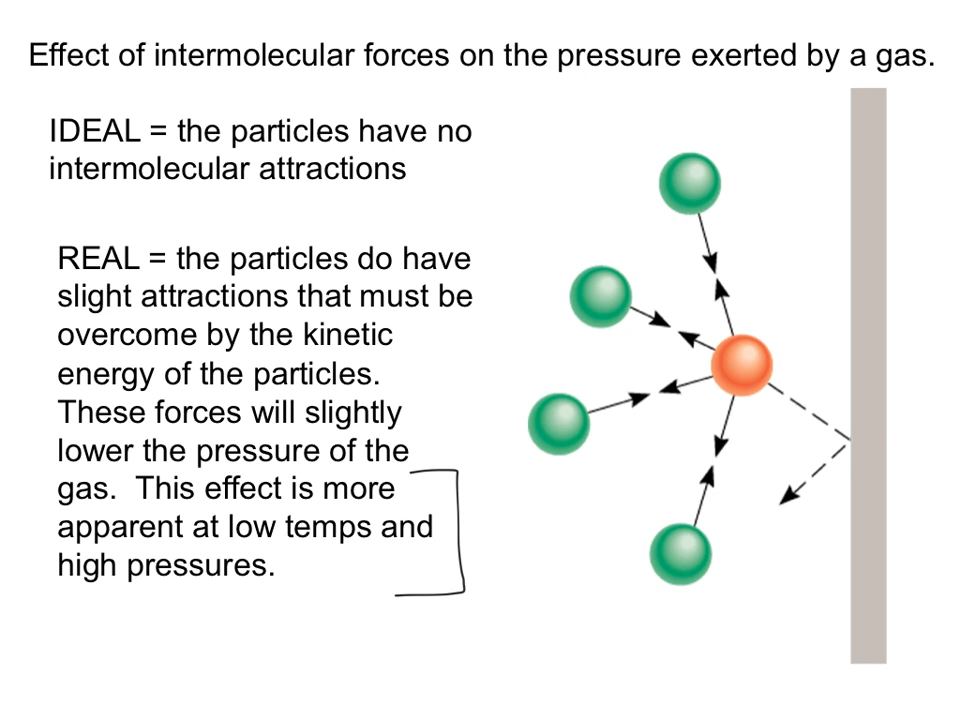 Effect of intermolecular forces on the pressure exerted by a gas.
IDEAL = the particles have no
intermolecular attractions
REAL = the particles do have
slight attractions that must be
overcome by the kinetic
energy of the particles.
These forces will slightly
lower the pressure of the
gas.  This effect is more
apparent at low temps and
high pressures.